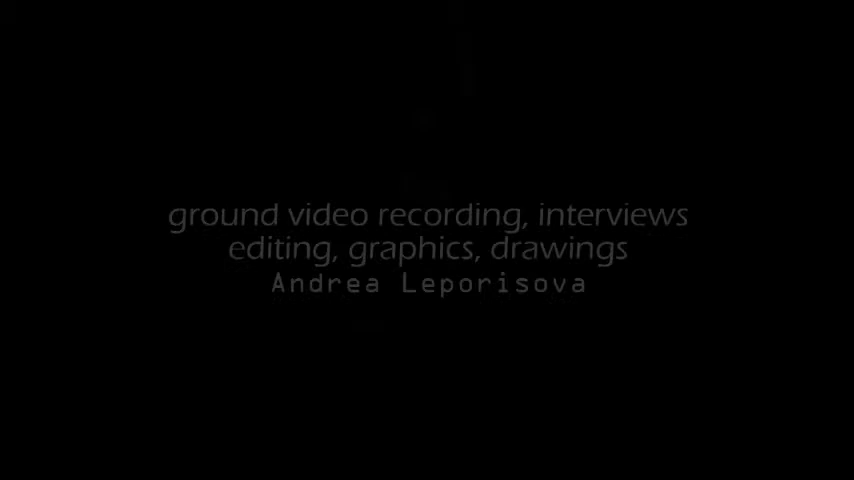 ground video recording, interviews
editing, graphics, drawings
Andrea Leporisova